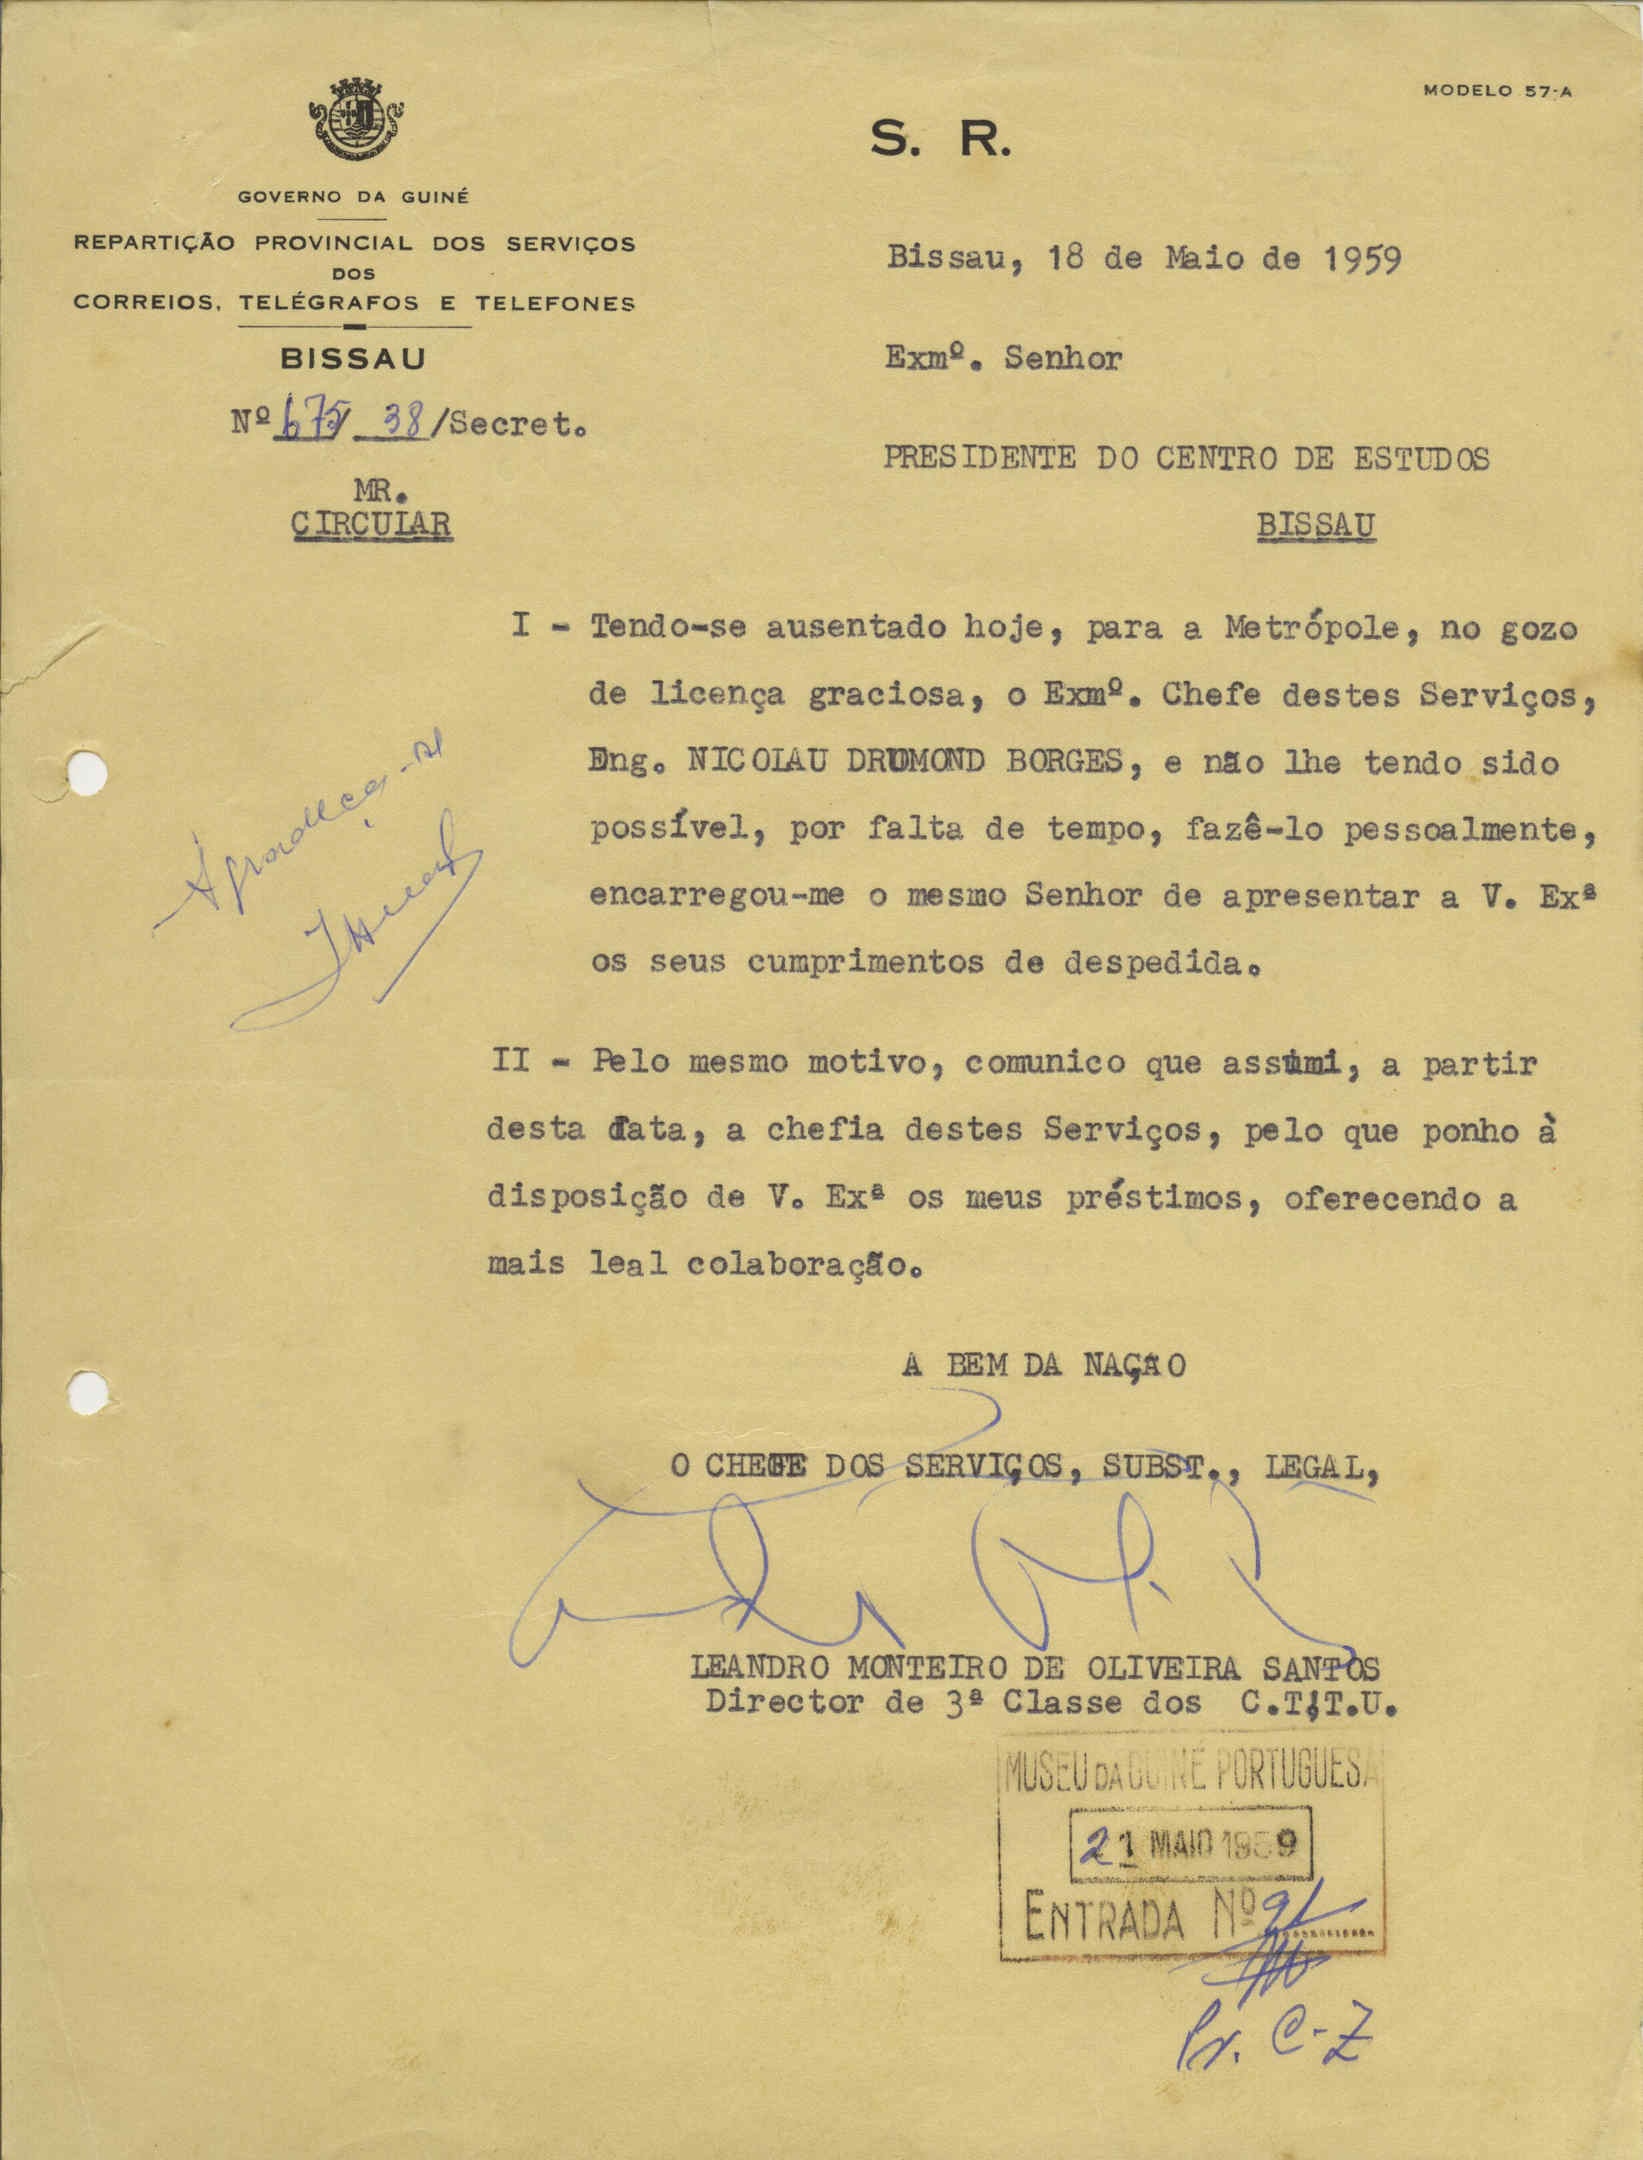 MODELO 57-A
S. R.
GOVERNO DA GUINÉ
REPARTIÇÃO PROVINCIAL DOS SERVIÇOS
DOS
CORREIOS, TELÉGRAFOS E TELEFONES
BISSAU
Nº 675/ 38/Secret.
MR.
CIRCULAR
Bissau, 18 de Maio de 1959
Exmº. Senhor
PRESIDENTE DO CENTRO DE ESTUDOS
BISSAU
I - Tendo-se ausentado hoje, para a Metrópole, no gozo
de licença graciosa, o Exmº. Chefe destes Serviços,
Eng. NICOLAU DRUMOND BORGES, e não lhe tendo sido
possível, por falta de tempo, fazê-lo pessoalmente,
encarregou-me o mesmo Senhor de apresentar a V. Exª
os seus cumprimentos de despedida.
Agradeça-se
II - Pelo mesmo motivo, comunico que assumi, a partir
desta data, a chefia destes Serviços, pelo que ponho à
disposição de V. Exª os meus préstimos, oferecendo a
mais leal colaboração.
A BEM DA NAÇÃO
O CHEFE DOS SERVIÇOS, SUBST., LEGAL,
LEANDRO MONTEIRO DE OLIVEIRA SANTOS
Director de 3ª Classe dos C.T.T.U.
MUSEU DA GUINÉ PORTUGUESA
21 MAIO 1959
ENTRADA Nº 91
Pr. C-Z